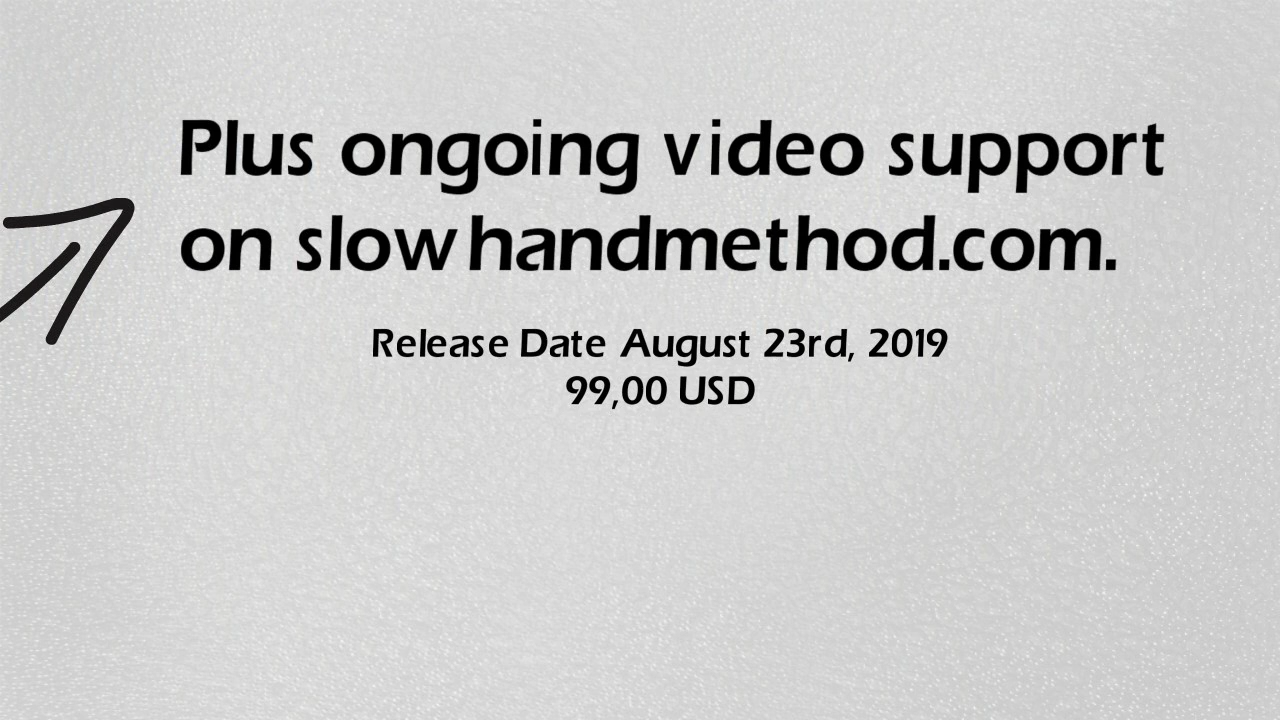 Plus ongoing video support
on slowhandmethod.com.
Release Date August 23rd, 2019
99,00 USD